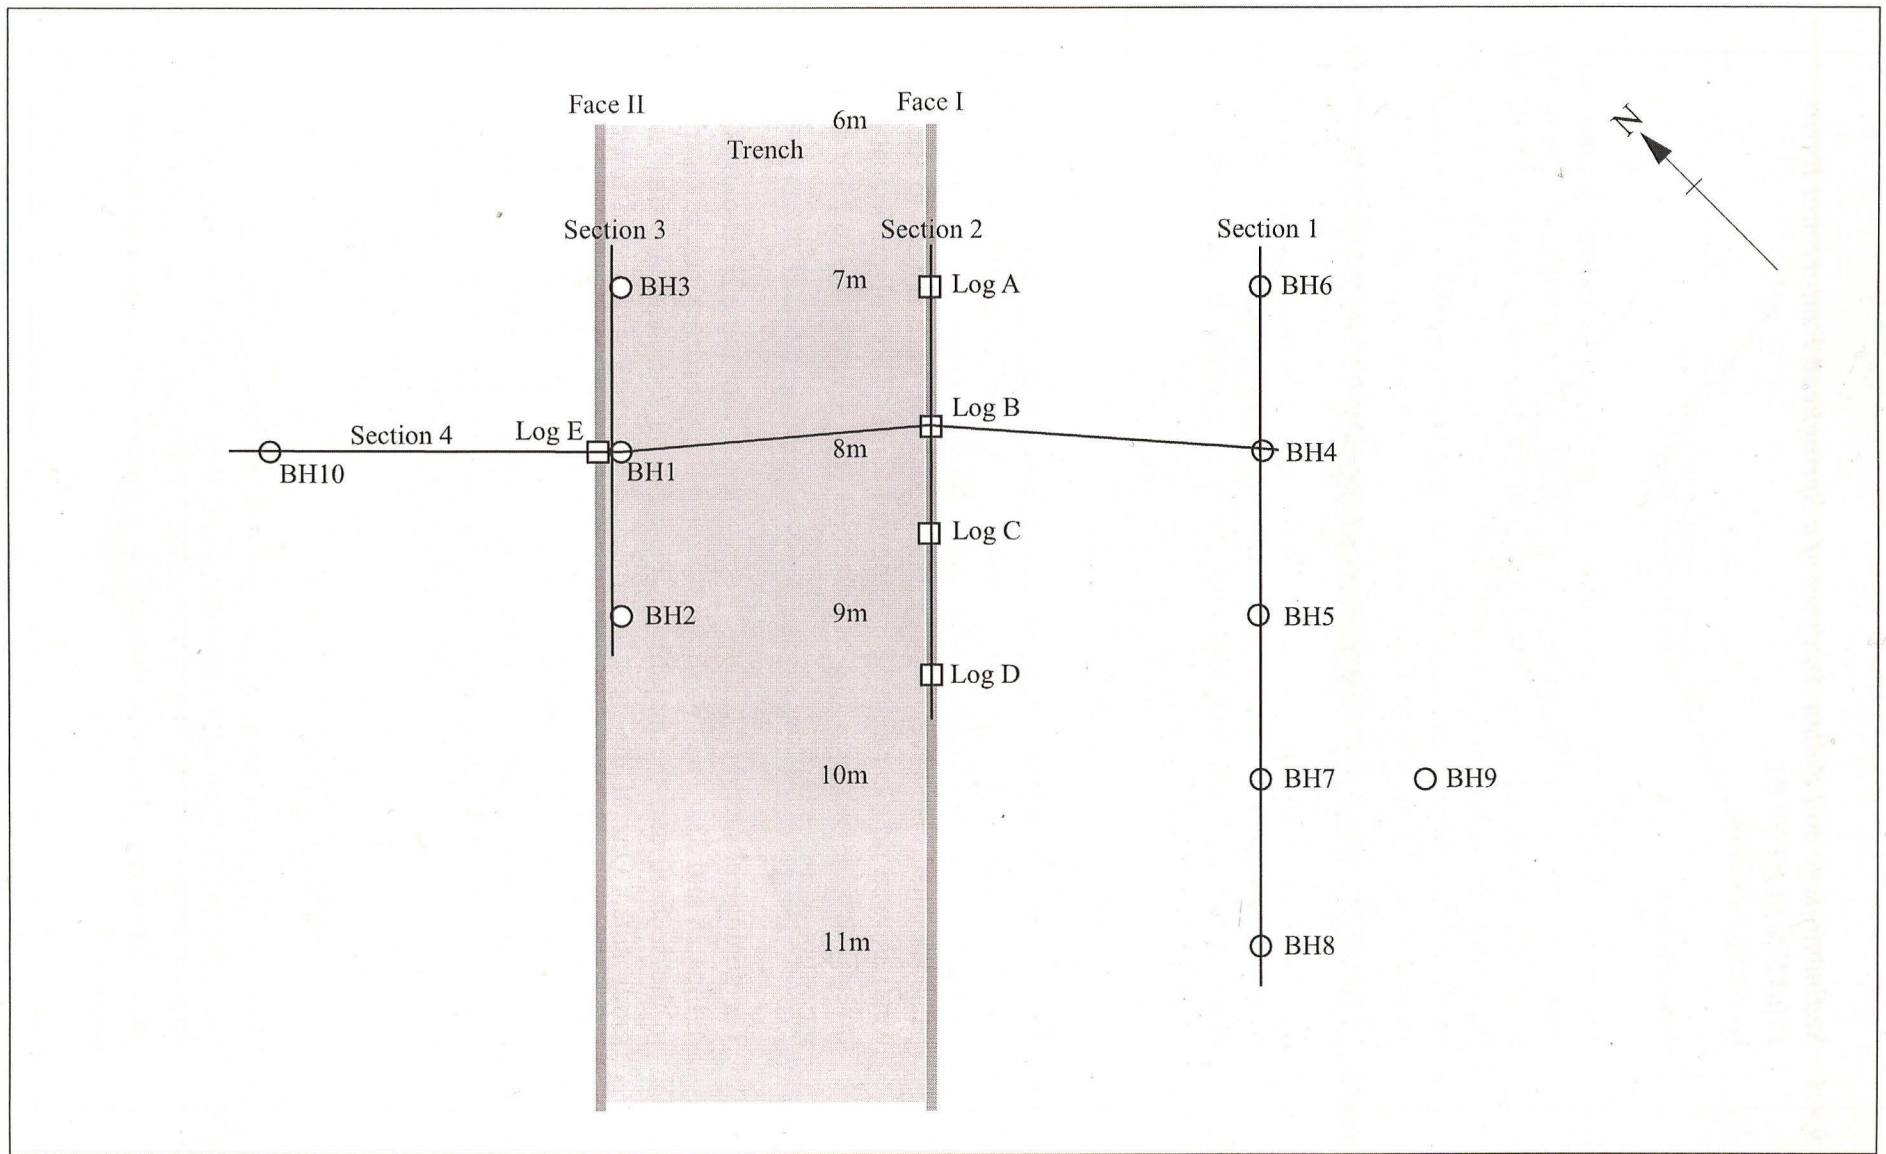 Face II
Face I
6m
Trench
N
Section 3
Section 2
Section 1
BH3
7m
Log A
BH6
Log B
Section 4
Log E
8m
BH4
BH10
BH1
Log C
BH2
9m
BH5
Log D
10m
BH7
BH9
11m
BH8